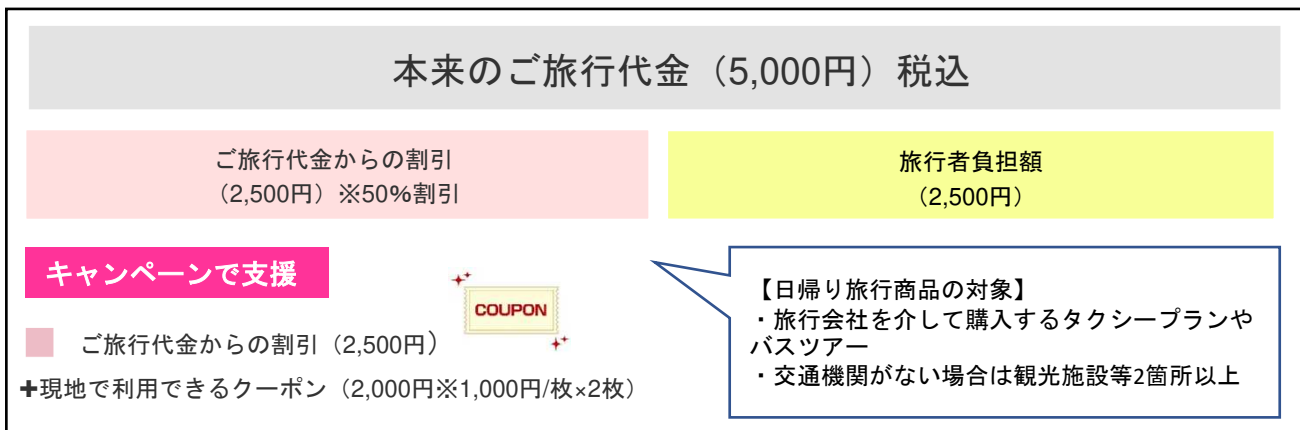 本来のご旅行代金（5,000円）税込
ご旅行代金からの割引
（2,500円）※50%割引
旅行者負担額
（2,500円）
キャンペーンで支援
COUPON
ご旅行代金からの割引（2,500円）
+現地で利用できるクーポン（2,000円※1,000円/枚×2枚）
【日帰り旅行商品の対象】
・旅行会社を介して購入するタクシープランや
バスツアー
・交通機関がない場合は観光施設等2箇所以上